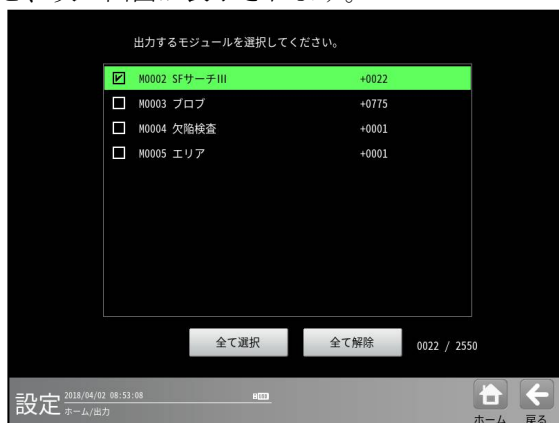 出力するモジュールを選択してください。
M0002 SFサーチIII +0022
M0003 ブロブ +0775
M0004 欠陥検査 +0001
M0005 エリア +0001
全て選択 全て解除 0022 / 2550
設定 2018/04/02 08:53:08
ホーム/出力
ホーム 戻る